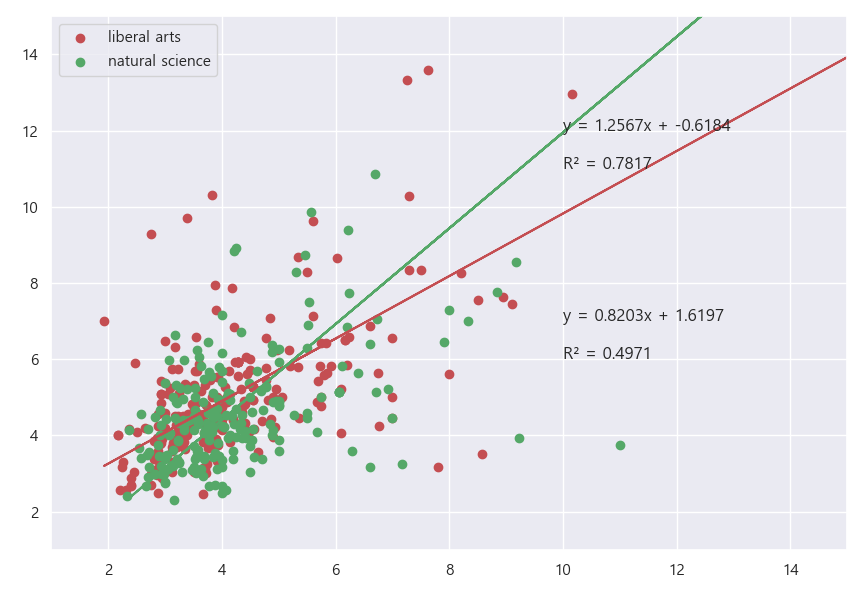 liberal arts
natural science
14
12
10
8
6
4
2
y = 1.2567x + -0.6184
R² = 0.7817
y = 0.8203x + 1.6197
R² = 0.4971
2 4 6 8 10 12 14